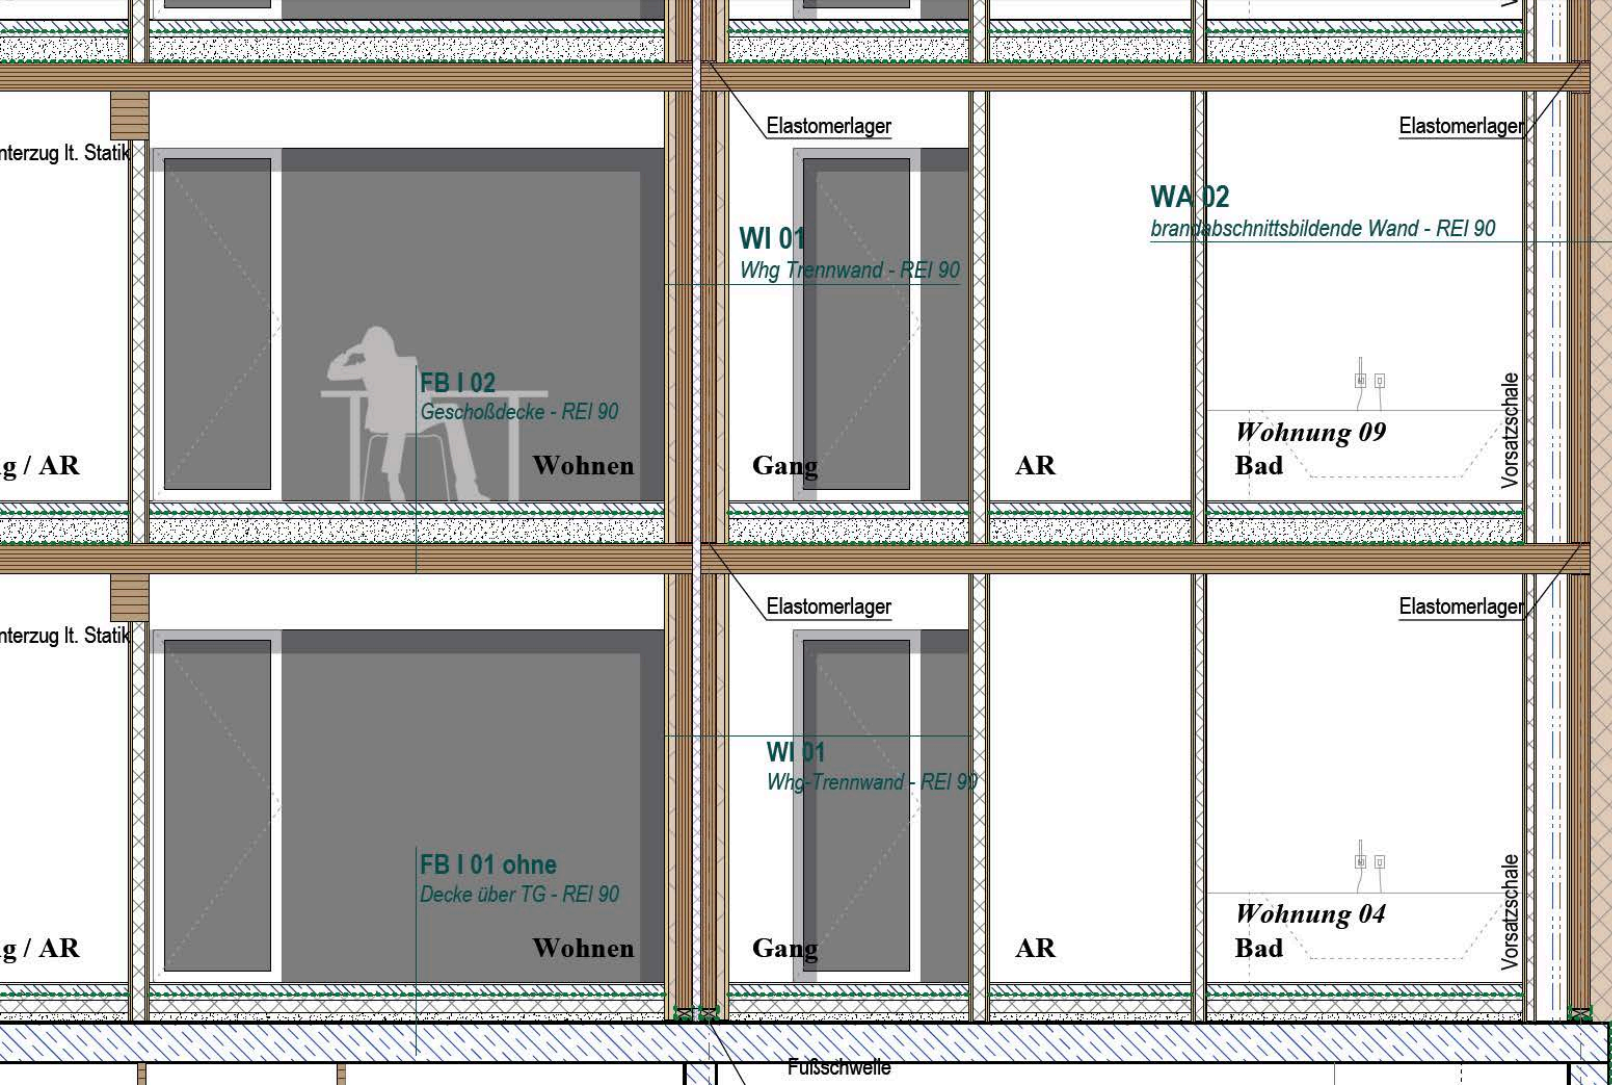 Elastomerlager
Elastomerlager
nterzug lt. Statik
WA 02
brandabschnittsbildende Wand - REI 90
WI 01
Whg Trennwand - REI 90
FB I 02
Geschoßdecke - REI 90
Vorsatzschale
Wohnung 09
g / AR
Wohnen
Gang
AR
Bad
Elastomerlager
Elastomerlager
nterzug lt. Statik
WI 01
Whg-Trennwand - REI 90
FB I 01 ohne
Decke über TG - REI 90
Vorsatzschale
Wohnung 04
g / AR
Wohnen
Gang
AR
Bad
Fußschwelle